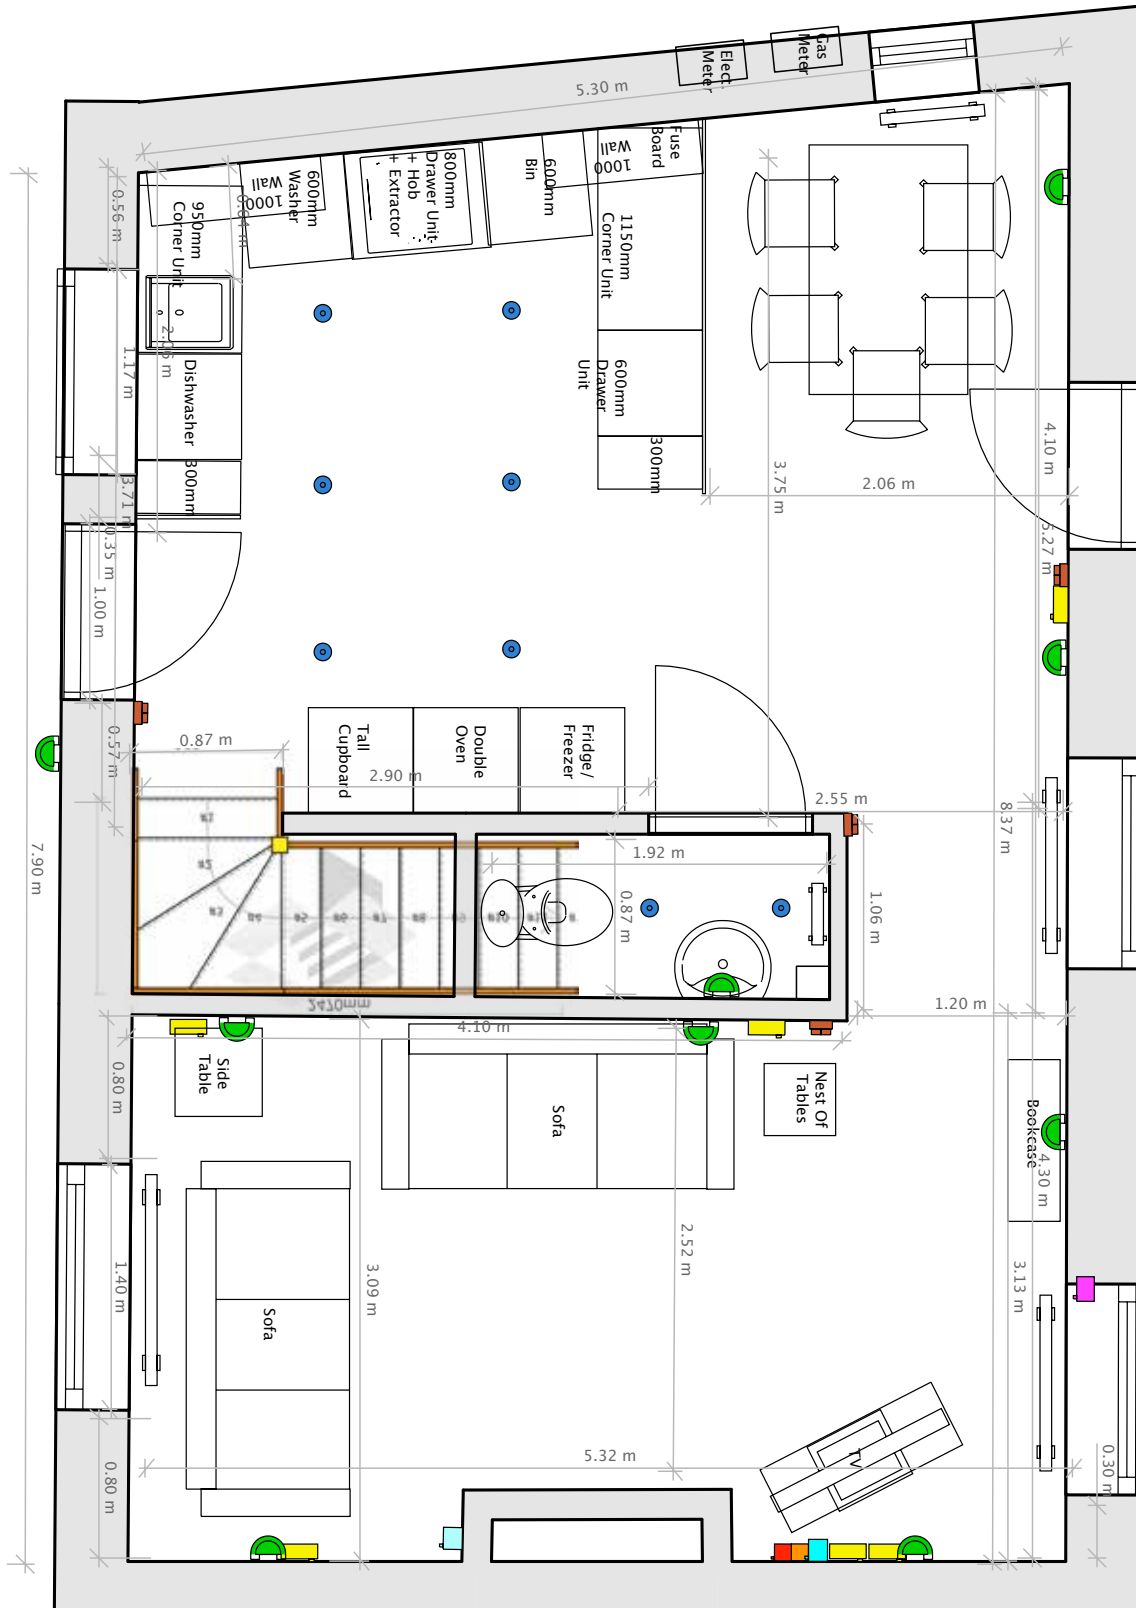 Gas
Meter
Elect.
Meter
5.30 m
Fuse
Board
1000
Wall
600mm
Bin
800mm
Drawer Unit
+ Hob
+ Extractor
600mm
Washer
1000
Wall
950mm
Corner Unit
0.56 m
1150mm
Corner Unit
1.17 m
Dishwasher
600mm
Drawer
Unit
300mm
300mm
3.71 m
3.75 m
2.06 m
4.10 m
5.27 m
0.35 m
1.00 m
0.57 m
0.87 m
Tall
Cupboard
Double
Oven
Fridge/
Freezer
2.90 m
2.55 m
8.37 m
7.90 m
1.92 m
0.87 m
1.06 m
2470mm
4.10 m
1.20 m
0.80 m
Side
Table
Sofa
Nest Of
Tables
Bookcase
4.30 m
2.52 m
3.09 m
3.13 m
1.40 m
Sofa
TV
5.32 m
0.80 m
0.30 m